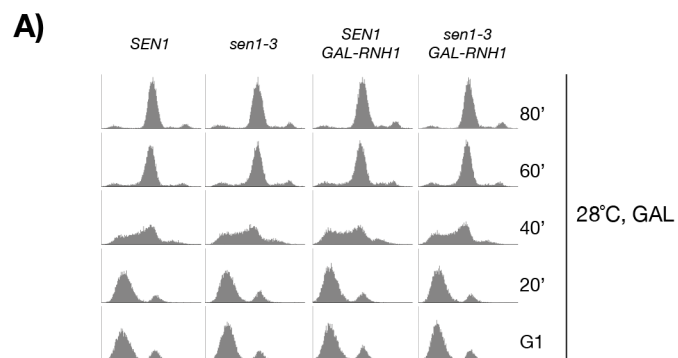 A)
SEN1
sen1-3
SEN1
GAL-RNH1
sen1-3
GAL-RNH1
80’
60’
40’
28°C, GAL
20’
G1